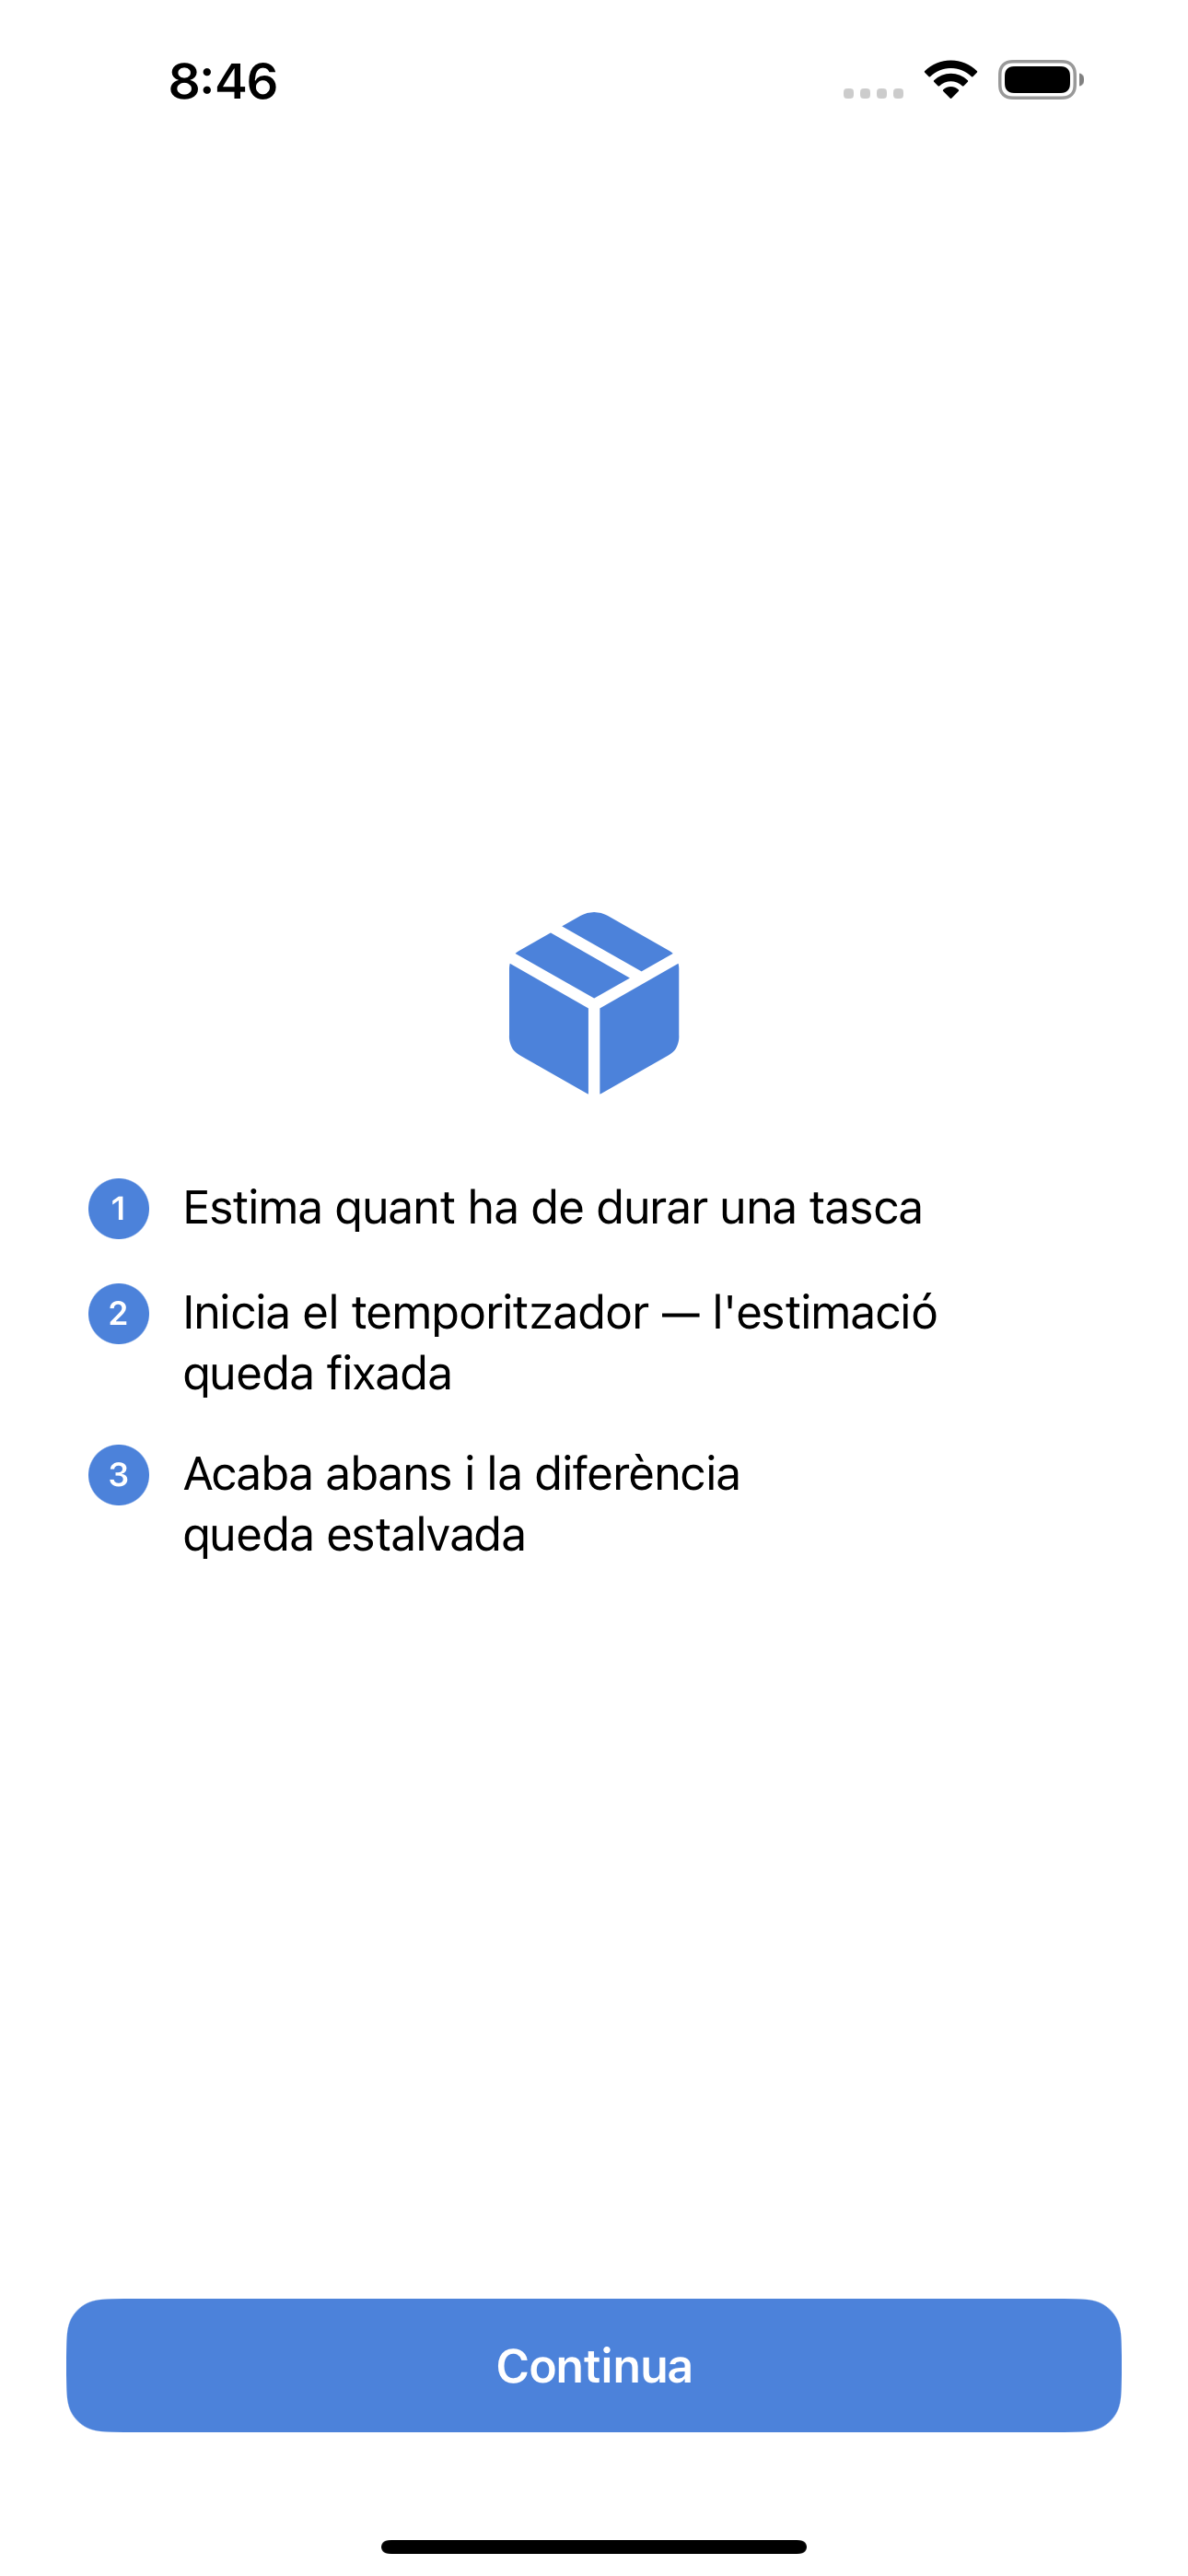 8:46
1 Estima quant ha de durar una tasca
2 Inicia el temporitzador — l'estimació
queda fixada
3 Acaba abans i la diferència
queda estalvada
Continua